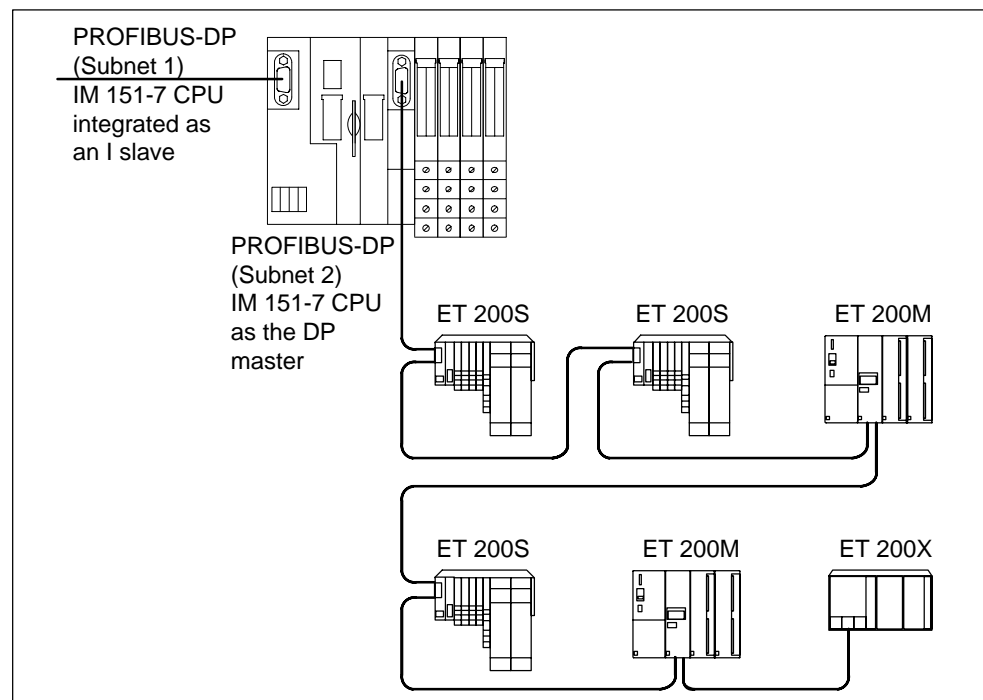 PROFIBUS-DP
(Subnet 1)
IM 151-7 CPU
integrated as
an I slave
PROFIBUS-DP
(Subnet 2)
IM 151-7 CPU
as the DP
master
ET 200S
ET 200S
ET 200M
ET 200S
ET 200M
ET 200X